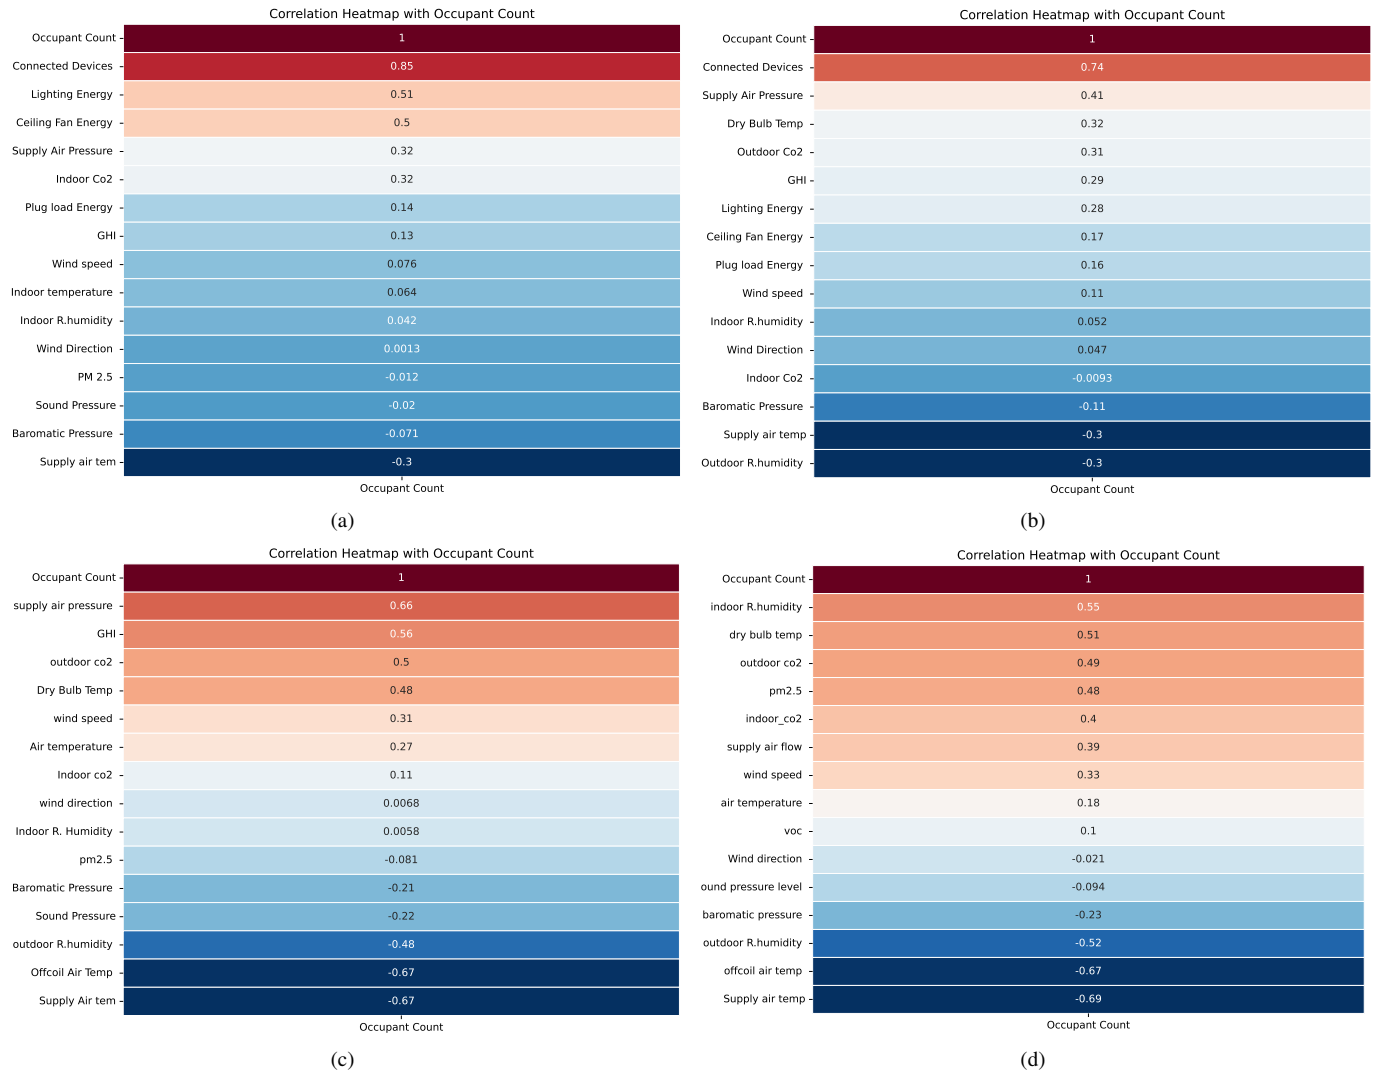 Correlation Heatmap with Occupant Count
Occupant Count 1
Connected Devices 0.85
Lighting Energy 0.51
Ceiling Fan Energy 0.5
Supply Air Pressure 0.32
Indoor Co2 0.32
Plug load Energy 0.14
GHI 0.13
Wind speed 0.076
Indoor temperature 0.064
Indoor R.humidity 0.042
Wind Direction 0.0013
PM 2.5 -0.012
Sound Pressure -0.02
Baromatic Pressure -0.071
Supply air tem -0.3
Occupant Count
(a)
Correlation Heatmap with Occupant Count
Occupant Count 1
Connected Devices 0.74
Supply Air Pressure 0.41
Dry Bulb Temp 0.32
Outdoor Co2 0.31
GHI 0.29
Lighting Energy 0.28
Ceiling Fan Energy 0.17
Plug load Energy 0.16
Wind speed 0.11
Indoor R.humidity 0.052
Wind Direction 0.047
Indoor Co2 -0.0093
Baromatic Pressure -0.11
Supply air temp -0.3
Outdoor R.humidity -0.3
Occupant Count
(b)
Correlation Heatmap with Occupant Count
Occupant Count 1
supply air pressure 0.66
GHI 0.56
outdoor co2 0.5
Dry Bulb Temp 0.48
wind speed 0.31
Air temperature 0.27
Indoor co2 0.11
wind direction 0.0068
Indoor R. Humidity 0.0058
pm2.5 -0.081
Baromatic Pressure -0.21
Sound Pressure -0.22
outdoor R.humidity -0.48
Offcoil Air Temp -0.67
Supply Air tem -0.67
Occupant Count
(c)
Correlation Heatmap with Occupant Count
Occupant Count 1
indoor R.humidity 0.55
dry bulb temp 0.51
outdoor co2 0.49
pm2.5 0.48
indoor_co2 0.4
supply air flow 0.39
wind speed 0.33
air temperature 0.18
voc 0.1
Wind direction -0.021
ound pressure level -0.094
baromatic pressure -0.23
outdoor R.humidity -0.52
offcoil air temp -0.67
Supply air temp -0.69
Occupant Count
(d)